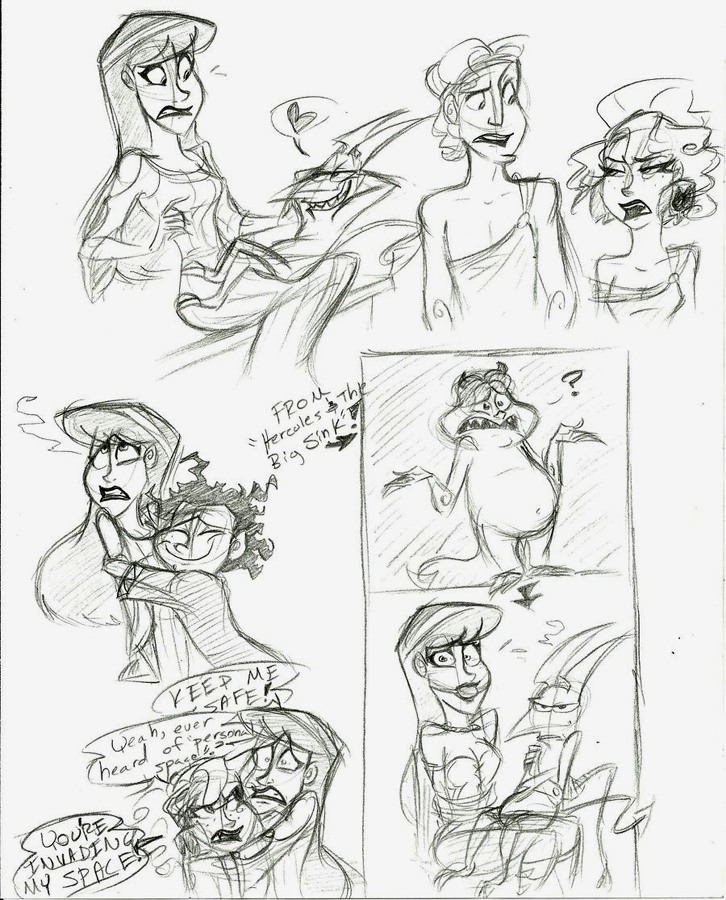 FROM
"Hercules & the
Big Sink"!
?
KEEP ME
SAFE!
Yeah, ever
heard of 'personal
space'?
YOU'RE
INVADING
MY SPACE!